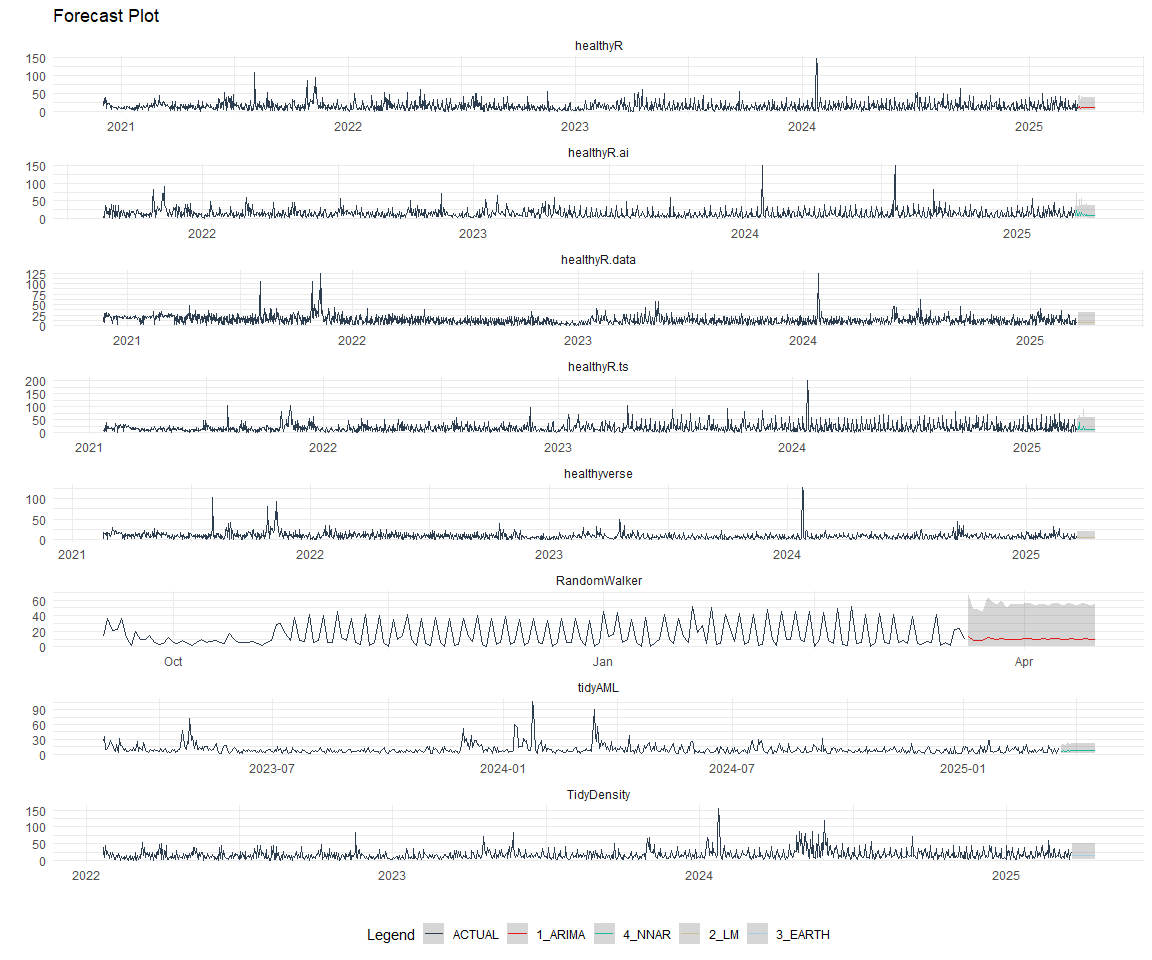 Forecast Plot
healthyR
150
100
50
0
2021 2022 2023 2024 2025
healthyR.ai
150
100
50
0
2022 2023 2024 2025
healthyR.data
125
100
75
50
25
0
2021 2022 2023 2024 2025
healthyR.ts
200
150
100
50
0
2021 2022 2023 2024 2025
healthyverse
100
50
0
2021 2022 2023 2024 2025
RandomWalker
60
40
20
0
Oct Jan Apr
tidyAML
90
60
30
0
2023-07 2024-01 2024-07 2025-01
TidyDensity
150
100
50
0
2022 2023 2024 2025
Legend ACTUAL 1_ARIMA 4_NNAR 2_LM 3_EARTH